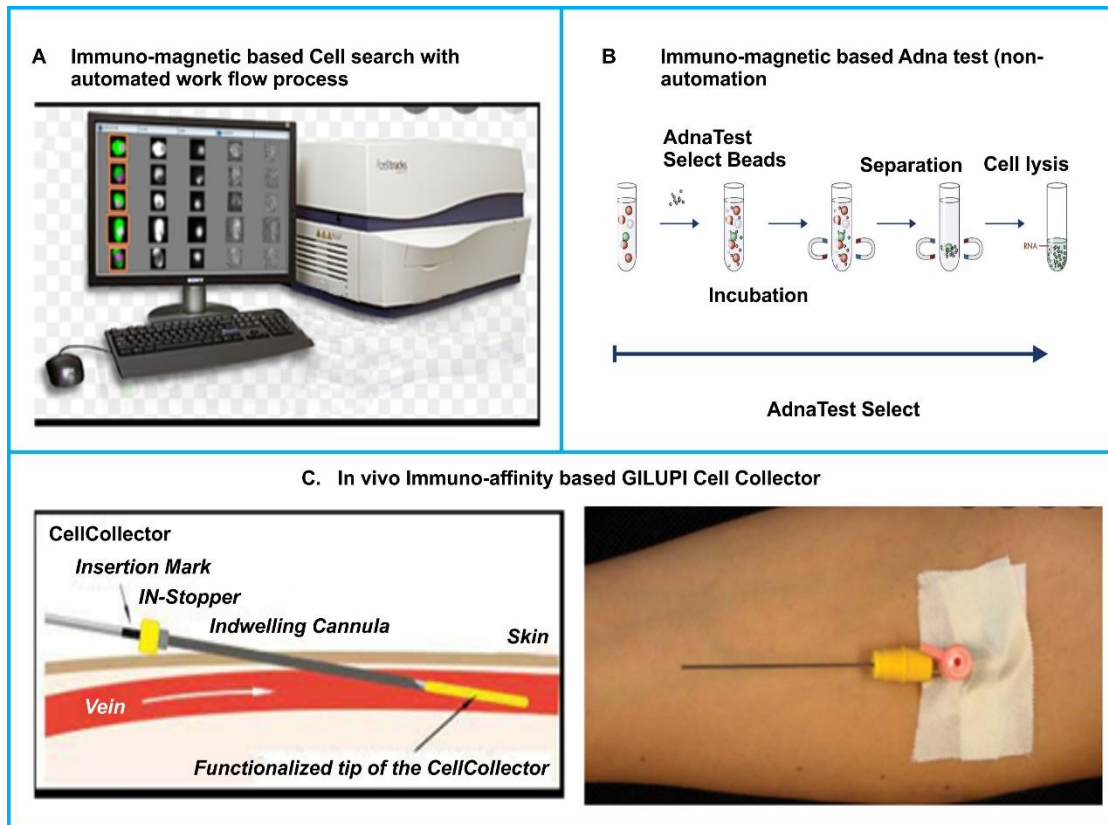 A Immuno-magnetic based Cell search with
automated work flow process
celltracks
SONY
B Immuno-magnetic based Adna test (non-
automation
AdnaTest
Select Beads
Separation
Cell lysis
RNA
Incubation
AdnaTest Select
C. In vivo Immuno-affinity based GILUPI Cell Collector
CellCollector
Insertion Mark
IN-Stopper
Indwelling Cannula
Skin
Vein
Functionalized tip of the CellCollector